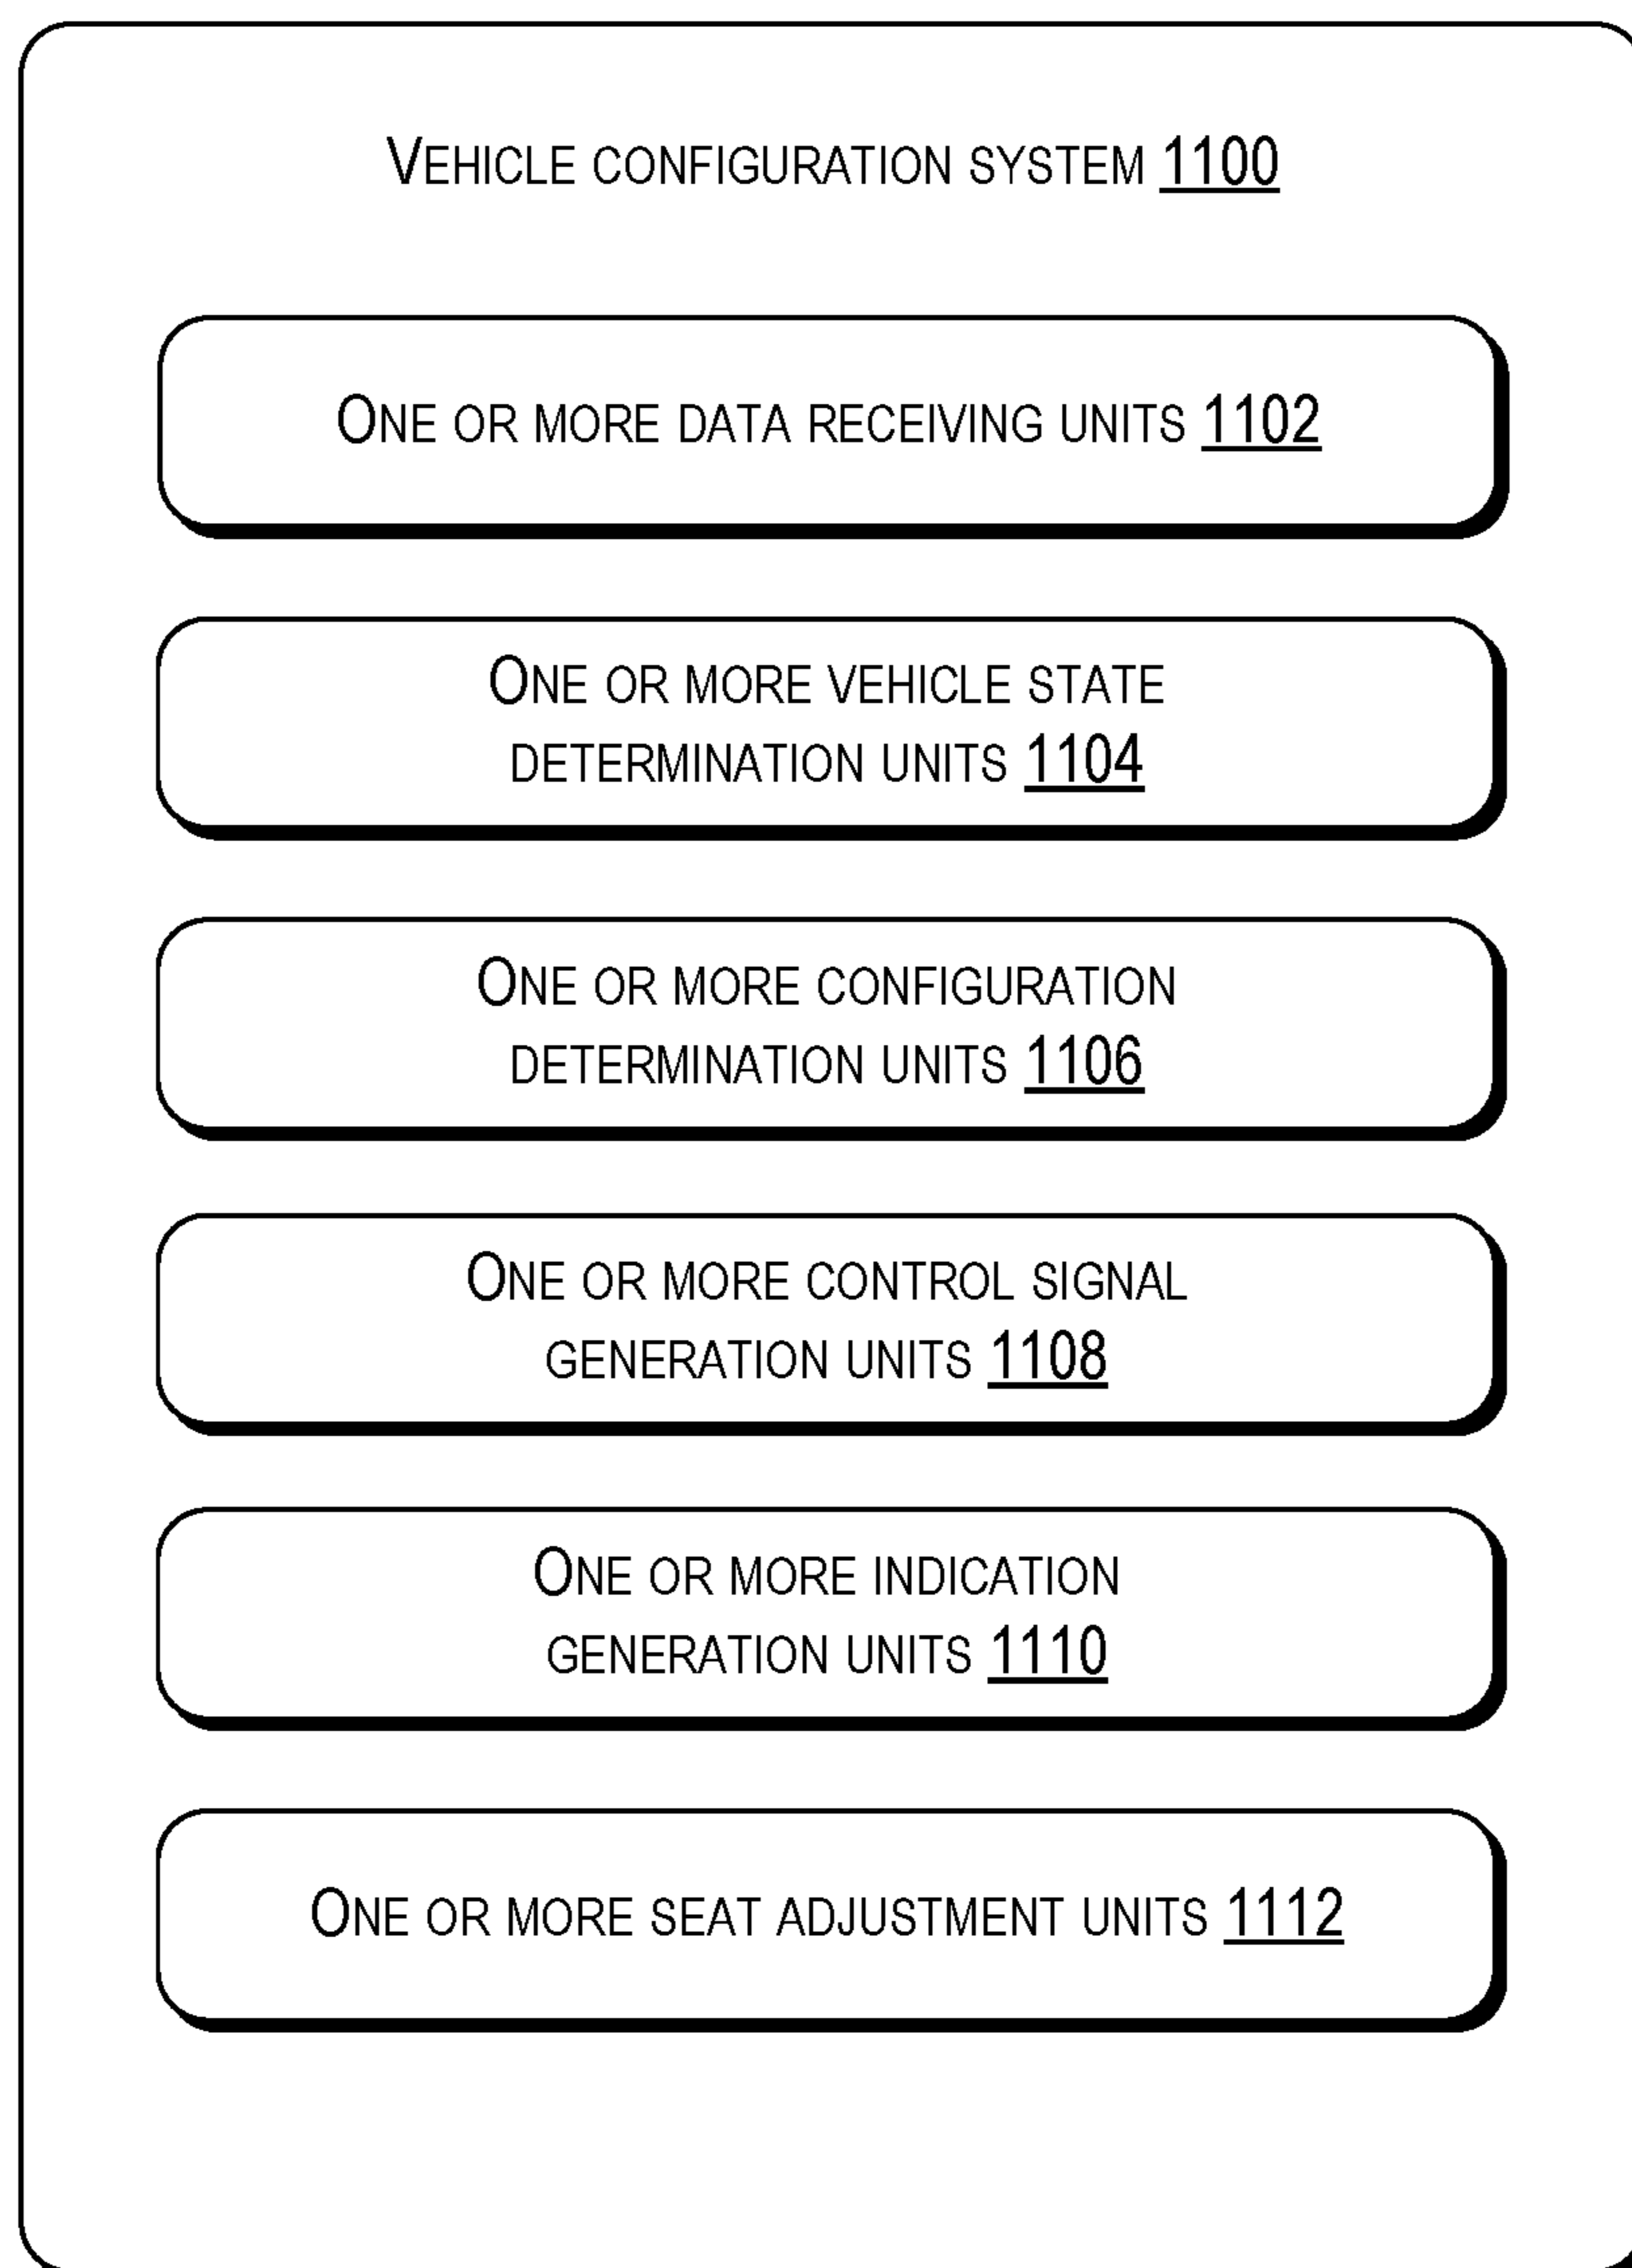 VEHICLE CONFIGURATION SYSTEM 1100
ONE OR MORE DATA RECEIVING UNITS 1102
ONE OR MORE VEHICLE STATE
DETERMINATION UNITS 1104
ONE OR MORE CONFIGURATION
DETERMINATION UNITS 1106
ONE OR MORE CONTROL SIGNAL
GENERATION UNITS 1108
ONE OR MORE INDICATION
GENERATION UNITS 1110
ONE OR MORE SEAT ADJUSTMENT UNITS 1112